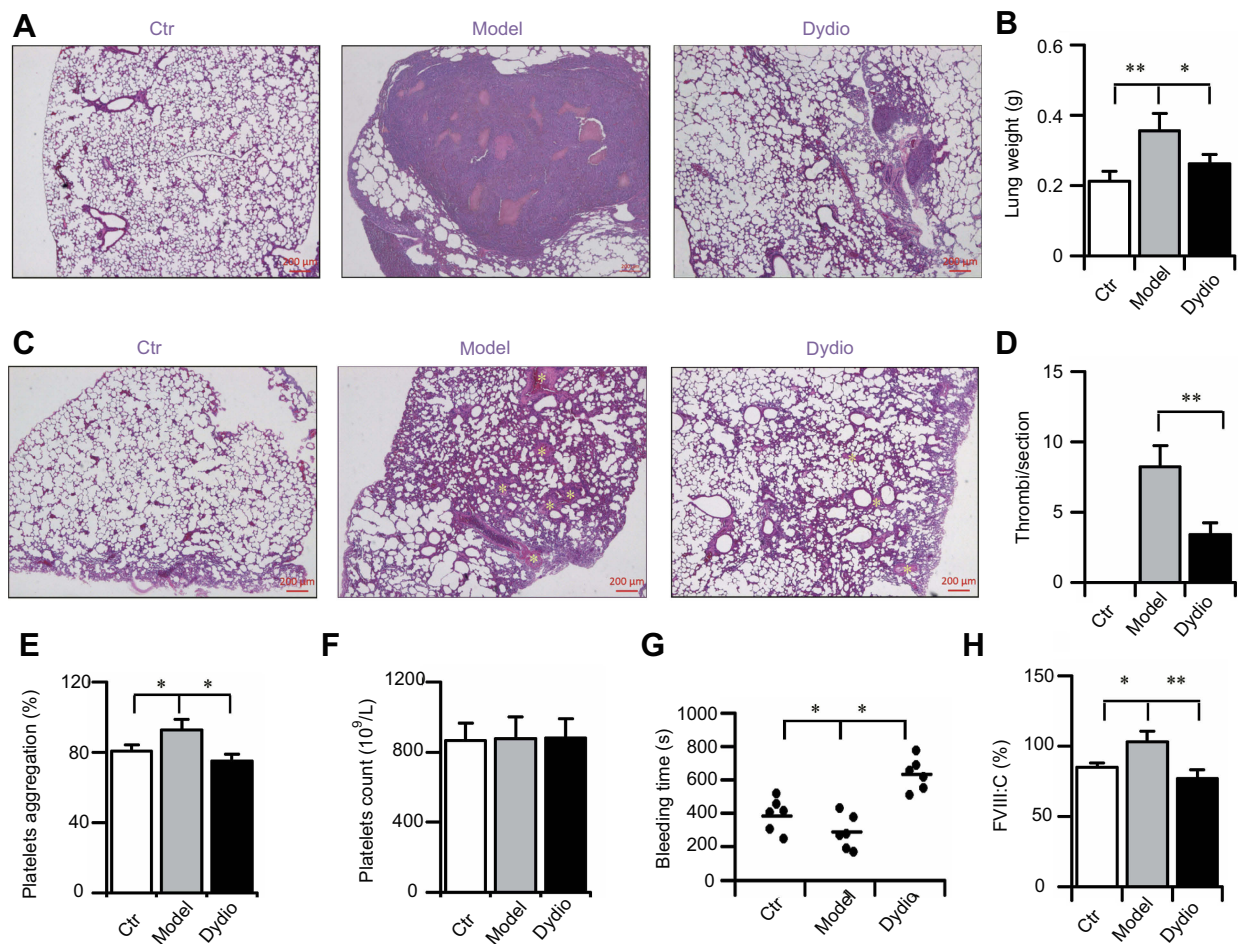 A
Ctr
Model
Dydio
200 µm
200 µm
B
Lung weight (g)
0.6
0.4
0.2
0
** *
Ctr
Model
Dydio
C
Ctr
Model
Dydio
*
*
*
*
*
*
*
*
*
200 µm
200 µm
200 µm
D
Thrombi/section
15
10
5
0
**
Ctr
Model
Dydio
E
Platelets aggregation (%)
120
80
40
0
* *
Ctr
Model
Dydio
F
Platelets count (10⁹/L)
1200
800
400
0
Ctr
Model
Dydio
G
Bleeding time (s)
1000
800
600
400
200
0
* *
Ctr
Model
Dydio
H
FVIII:C (%)
150
100
50
0
* **
Ctr
Model
Dydio